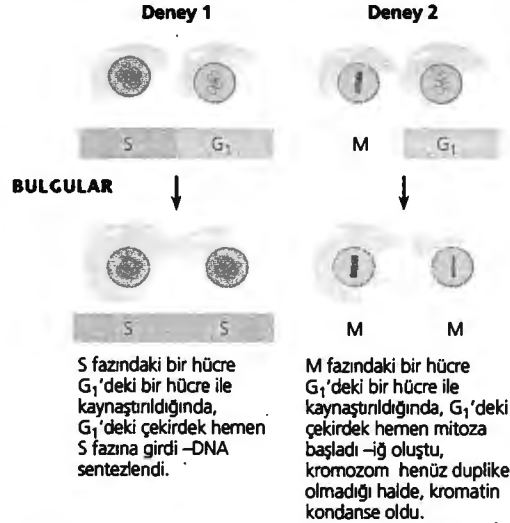 Deney 1
Deney 2
S
G₁
M
G₁
BULGULAR
S
S
M
M
S fazındaki bir hücre
G₁'deki bir hücre ile
kaynaştırıldığında,
G₁'deki çekirdek hemen
S fazına girdi –DNA
sentezlendi.
M fazındaki bir hücre
G₁'deki bir hücre ile
kaynaştırıldığında, G₁'deki
çekirdek hemen mitoza
başladı –iğ oluştu,
kromozom henüz duplike
olmadığı halde, kromatin
kondanse oldu.